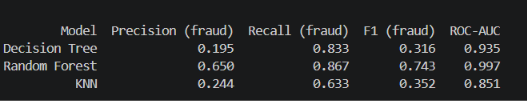 Model Precision (fraud) Recall (fraud) F1 (fraud) ROC-AUC
Decision Tree 0.195 0.833 0.316 0.935
Random Forest 0.650 0.867 0.743 0.997
KNN 0.244 0.633 0.352 0.851